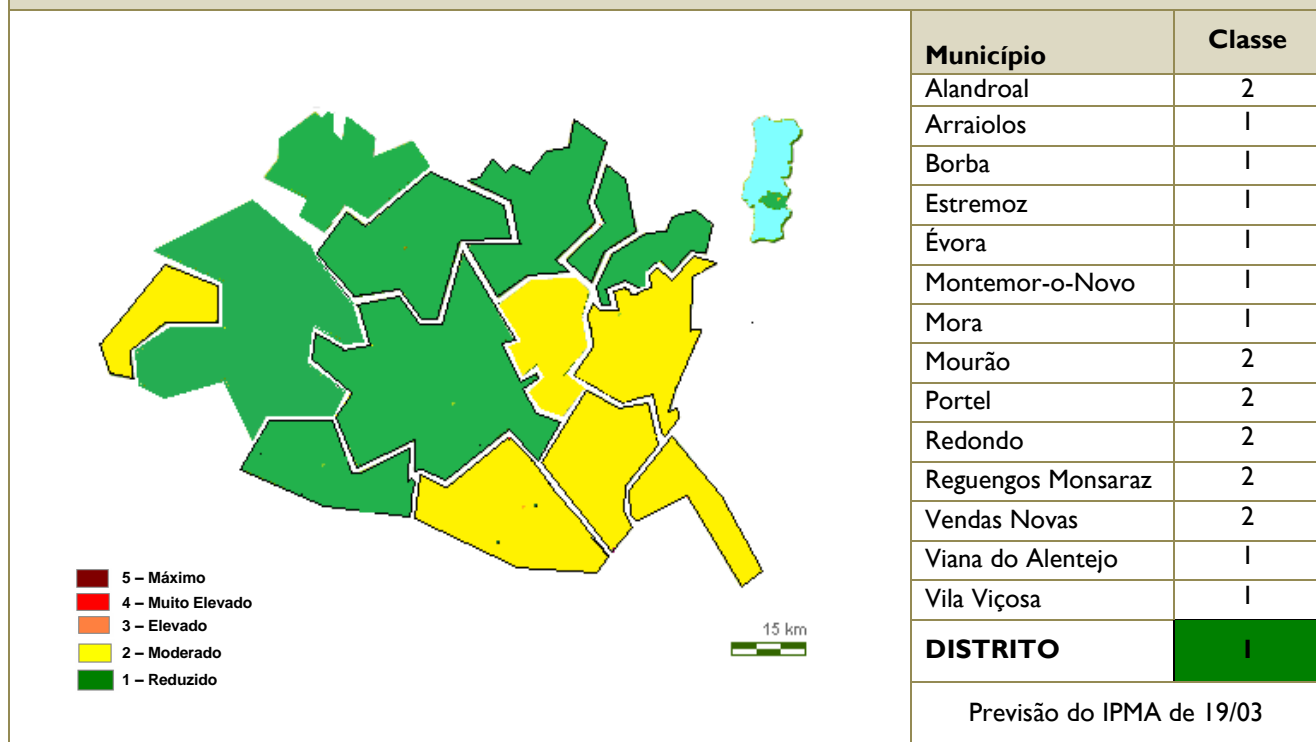 Município Classe
Alandroal 2
Arraiolos 1
Borba 1
Estremoz 1
Évora 1
Montemor-o-Novo 1
Mora 1
Mourão 2
Portel 2
Redondo 2
Reguengos Monsaraz 2
Vendas Novas 2
Viana do Alentejo 1
Vila Viçosa 1
DISTRITO 1
Previsão do IPMA de 19/03
5 – Máximo
4 – Muito Elevado
3 – Elevado
2 – Moderado
1 – Reduzido
15 km